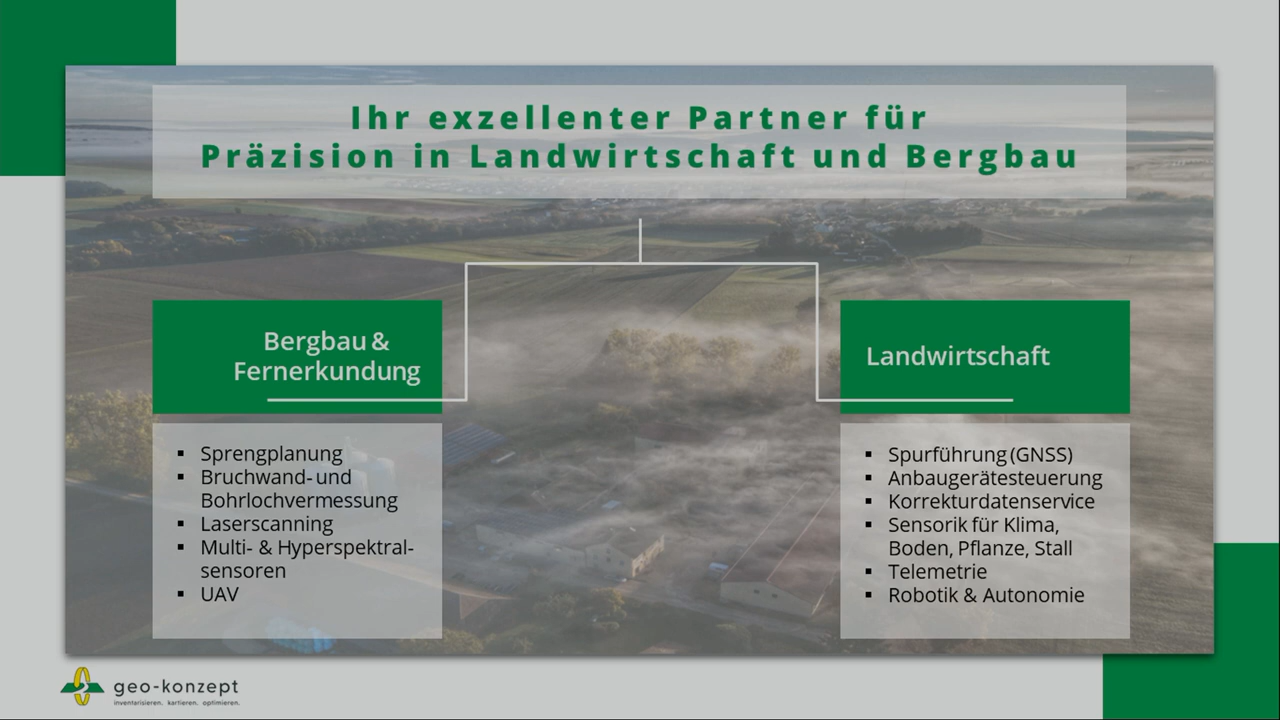 Ihr exzellenter Partner für
Präzision in Landwirtschaft und Bergbau
Bergbau &
Fernerkundung
▪ Sprengplanung
▪ Bruchwand- und
Bohrlochvermessung
▪ Laserscanning
▪ Multi- & Hyperspektral-
sensoren
▪ UAV
Landwirtschaft
▪ Spurführung (GNSS)
▪ Anbaugerätesteuerung
▪ Korrekturdatenservice
▪ Sensorik für Klima,
Boden, Pflanze, Stall
▪ Telemetrie
▪ Robotik & Autonomie
geo-konzept
inventarisieren. kartieren. optimieren.